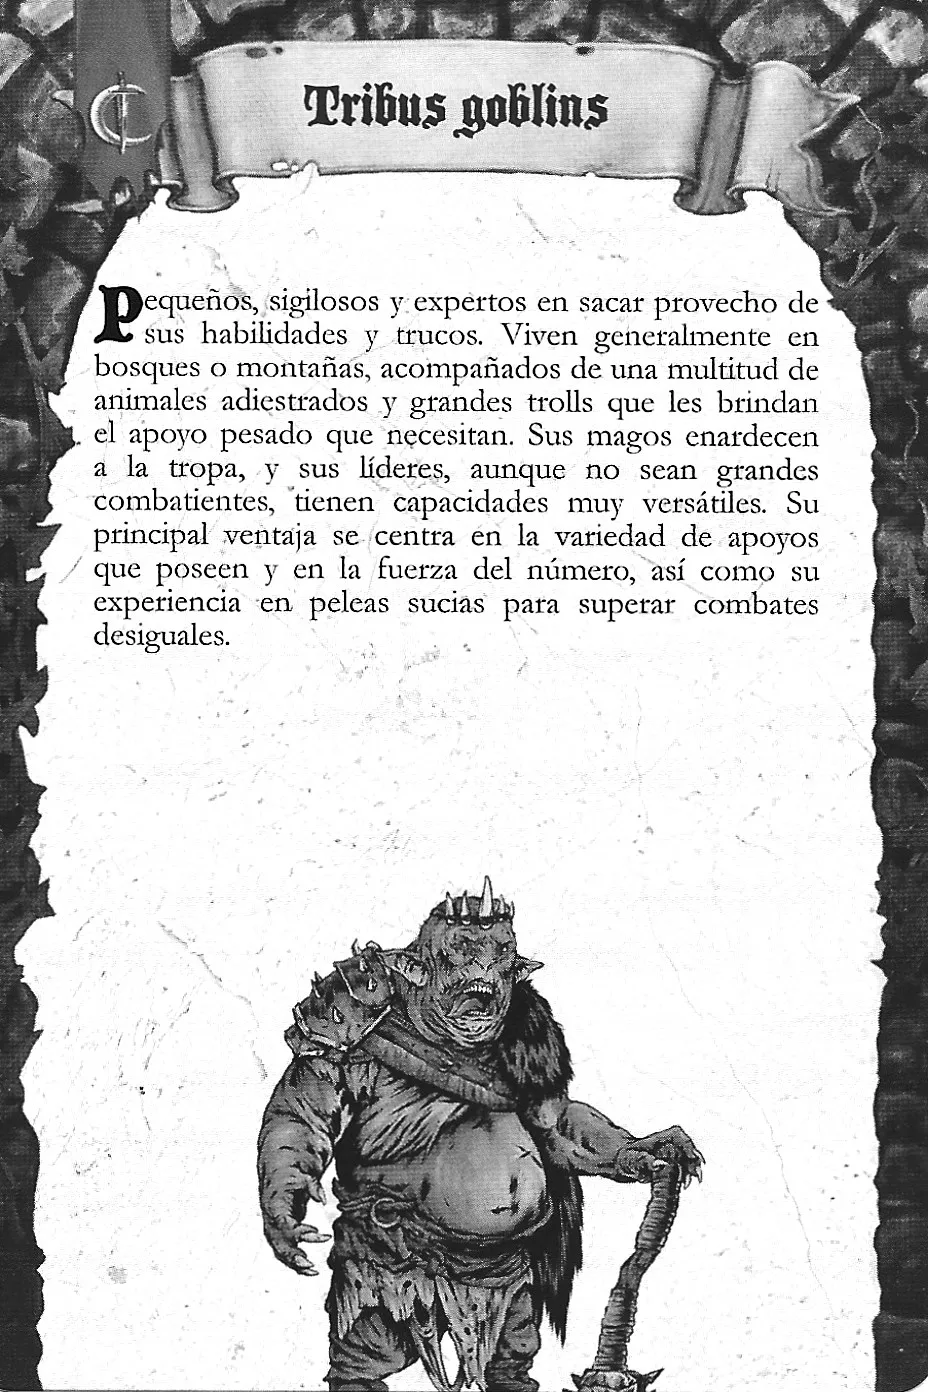 Tribus goblins
Pequeños, sigilosos y expertos en sacar provecho de
sus habilidades y trucos. Viven generalmente en
bosques o montañas, acompañados de una multitud de
animales adiestrados y grandes trolls que les brindan
el apoyo pesado que necesitan. Sus magos enardecen
a la tropa, y sus líderes, aunque no sean grandes
combatientes, tienen capacidades muy versátiles. Su
principal ventaja se centra en la variedad de apoyos
que poseen y en la fuerza del número, así como su
experiencia en peleas sucias para superar combates
desiguales.